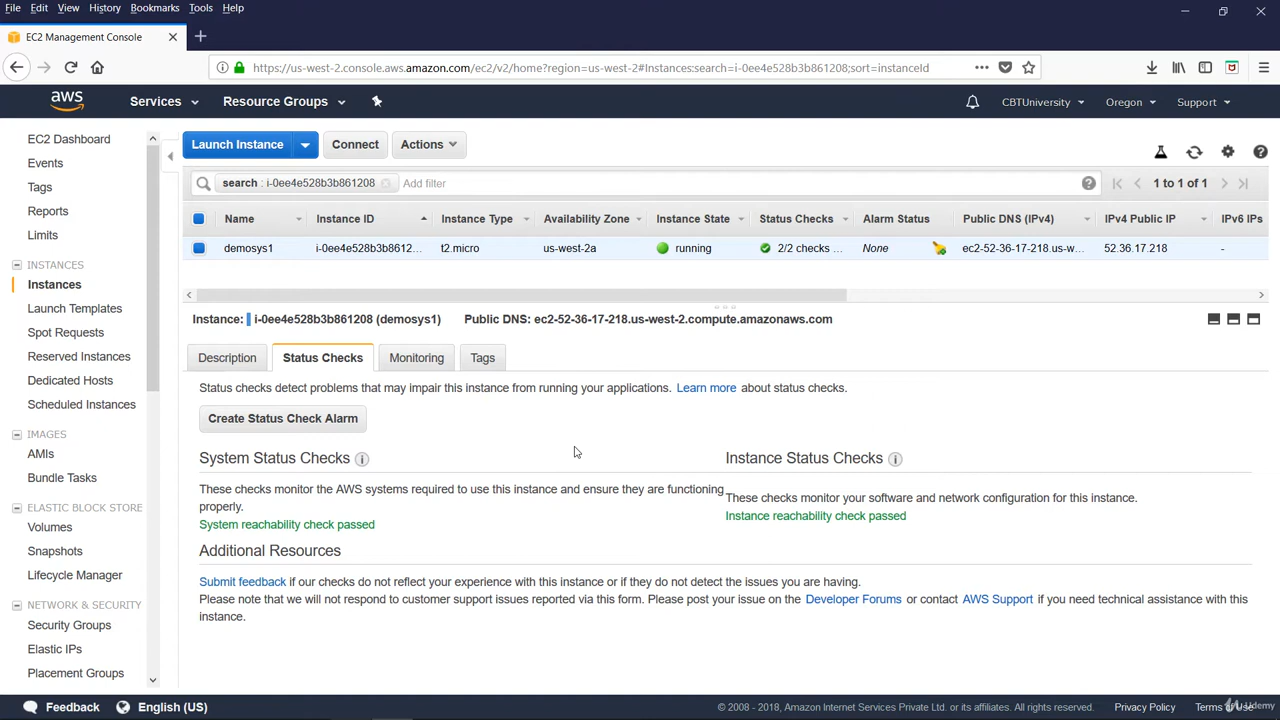 File Edit View History Bookmarks Tools Help
EC2 Management Console
https://us-west-2.console.aws.amazon.com/ec2/v2/home?region=us-west-2#Instances:search=i-0ee4e528b3b861208;sort=instanceId
aws Services Resource Groups CBTUniversity Oregon Support
EC2 Dashboard
Events
Tags
Reports
Limits
INSTANCES
Instances
Launch Templates
Spot Requests
Reserved Instances
Dedicated Hosts
Scheduled Instances
IMAGES
AMIs
Bundle Tasks
ELASTIC BLOCK STORE
Volumes
Snapshots
Lifecycle Manager
NETWORK & SECURITY
Security Groups
Elastic IPs
Placement Groups
Launch Instance Connect Actions
search : i-0ee4e528b3b861208 Add filter 1 to 1 of 1
Name Instance ID Instance Type Availability Zone Instance State Status Checks Alarm Status Public DNS (IPv4) IPv4 Public IP IPv6 IPs
demosys1 i-0ee4e528b3b8612... t2.micro us-west-2a running 2/2 checks ... None ec2-52-36-17-218.us-w... 52.36.17.218 -
Instance: i-0ee4e528b3b861208 (demosys1) Public DNS: ec2-52-36-17-218.us-west-2.compute.amazonaws.com
Description Status Checks Monitoring Tags
Status checks detect problems that may impair this instance from running your applications. Learn more about status checks.
Create Status Check Alarm
System Status Checks
These checks monitor the AWS systems required to use this instance and ensure they are functioning
properly.
System reachability check passed
Instance Status Checks
These checks monitor your software and network configuration for this instance.
Instance reachability check passed
Additional Resources
Submit feedback if our checks do not reflect your experience with this instance or if they do not detect the issues you are having.
Please note that we will not respond to customer support issues reported via this form. Please post your issue on the Developer Forums or contact AWS Support if you need technical assistance with this
instance.
Feedback English (US) © 2008 - 2018, Amazon Internet Services Private Ltd. or its affiliates. All rights reserved. Privacy Policy Terms of Use
Udemy